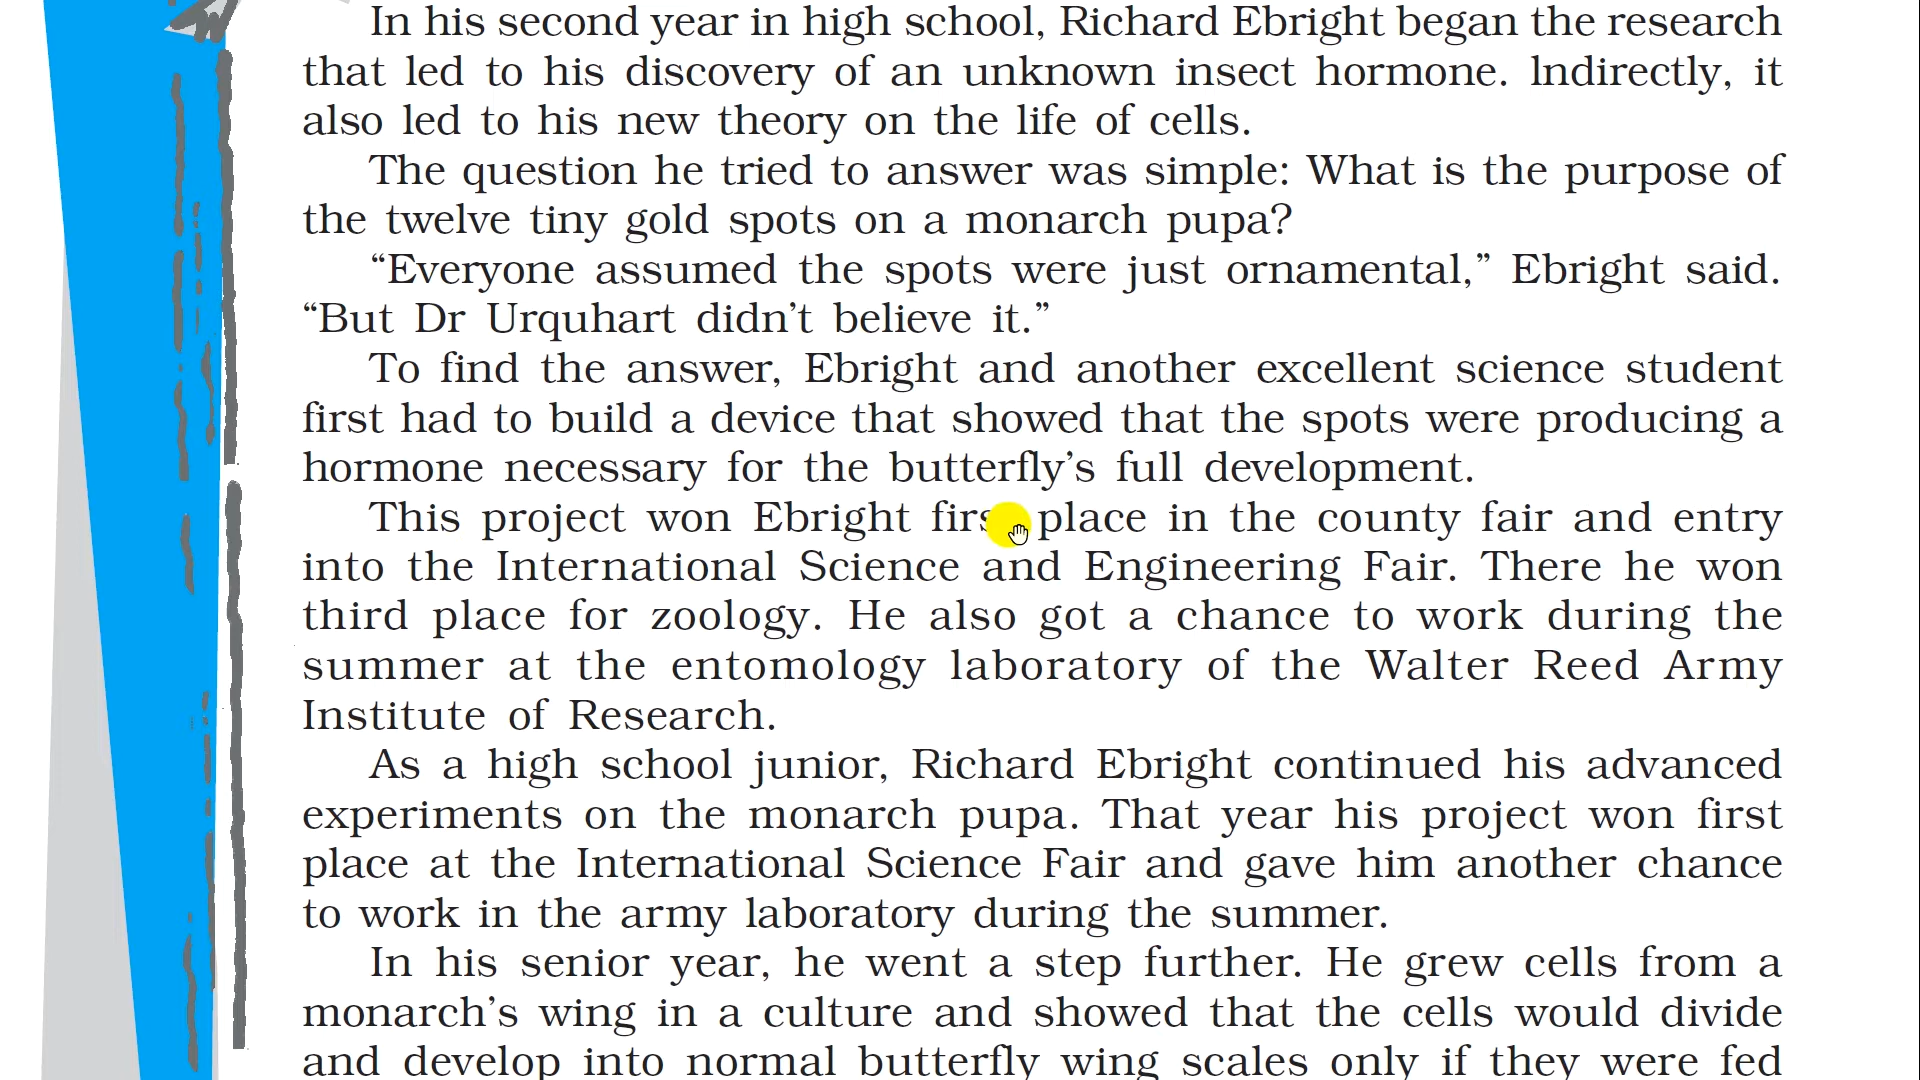 In his second year in high school, Richard Ebright began the research
that led to his discovery of an unknown insect hormone. lndirectly, it
also led to his new theory on the life of cells.
The question he tried to answer was simple: What is the purpose of
the twelve tiny gold spots on a monarch pupa?
“Everyone assumed the spots were just ornamental,” Ebright said.
“But Dr Urquhart didn’t believe it.”
To find the answer, Ebright and another excellent science student
first had to build a device that showed that the spots were producing a
hormone necessary for the butterfly’s full development.
This project won Ebright first place in the county fair and entry
into the International Science and Engineering Fair. There he won
third place for zoology. He also got a chance to work during the
summer at the entomology laboratory of the Walter Reed Army
Institute of Research.
As a high school junior, Richard Ebright continued his advanced
experiments on the monarch pupa. That year his project won first
place at the International Science Fair and gave him another chance
to work in the army laboratory during the summer.
In his senior year, he went a step further. He grew cells from a
monarch’s wing in a culture and showed that the cells would divide
and develop into normal butterfly wing scales only if they were fed